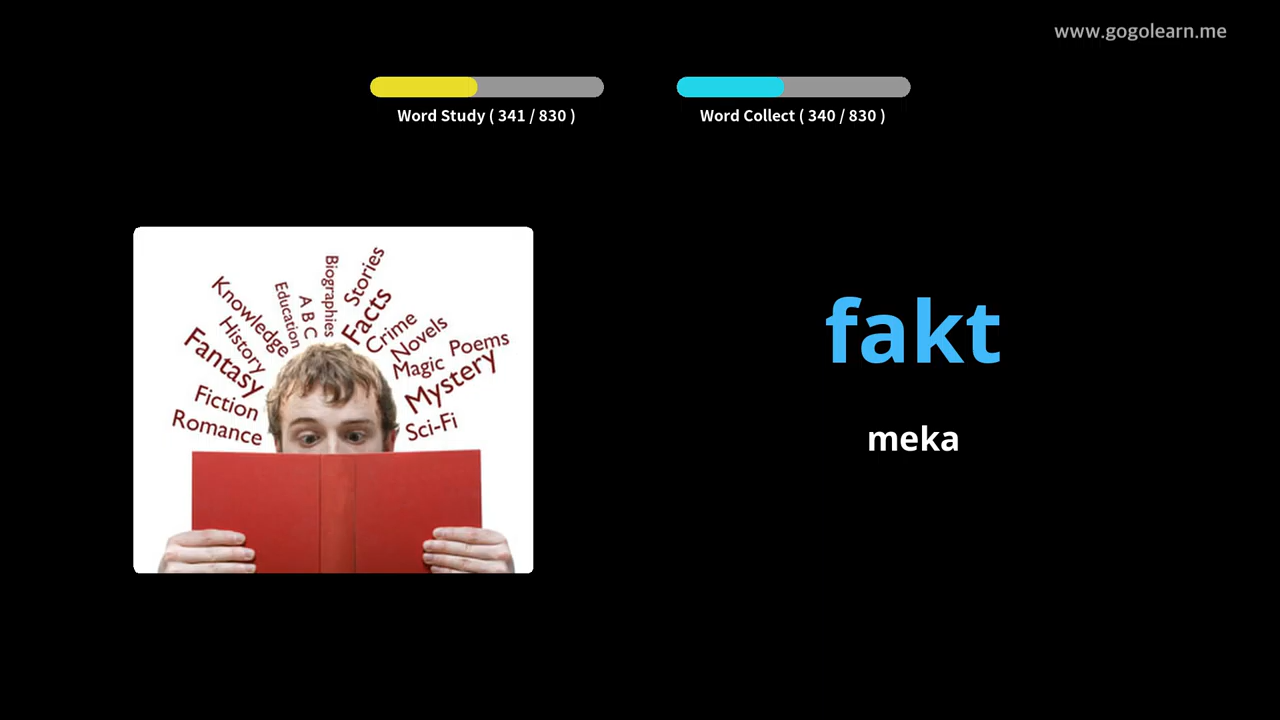 www.gogolearn.me
Word Study ( 341 / 830 )
Word Collect ( 340 / 830 )
Biographies
Stories
Knowledge
Education
A B C
Facts
History
Crime
Novels
Fantasy
Magic
Poems
Mystery
Fiction
Romance
Sci-Fi
fakt
meka